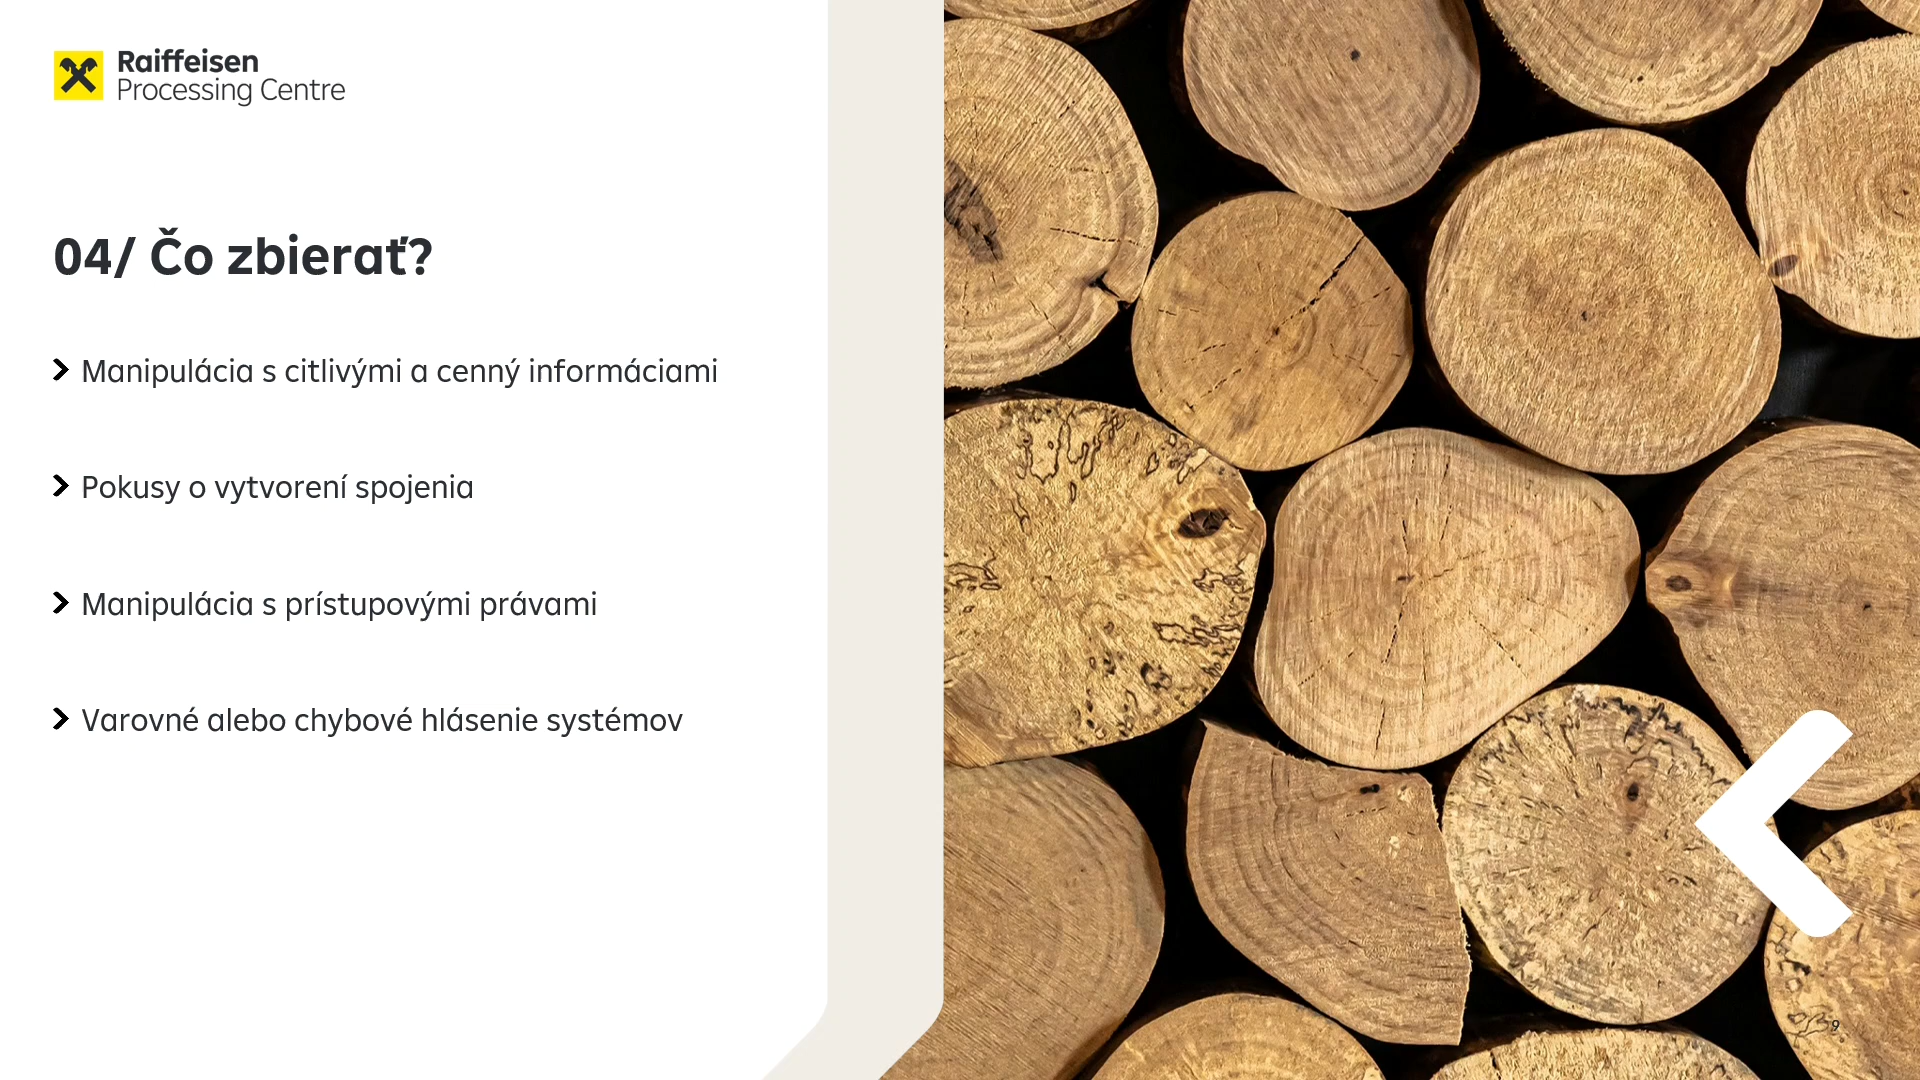 Raiffeisen
Processing Centre
04/ Čo zbierať?
Manipulácia s citlivými a cenný informáciami
Pokusy o vytvorení spojenia
Manipulácia s prístupovými právami
Varovné alebo chybové hlásenie systémov
9